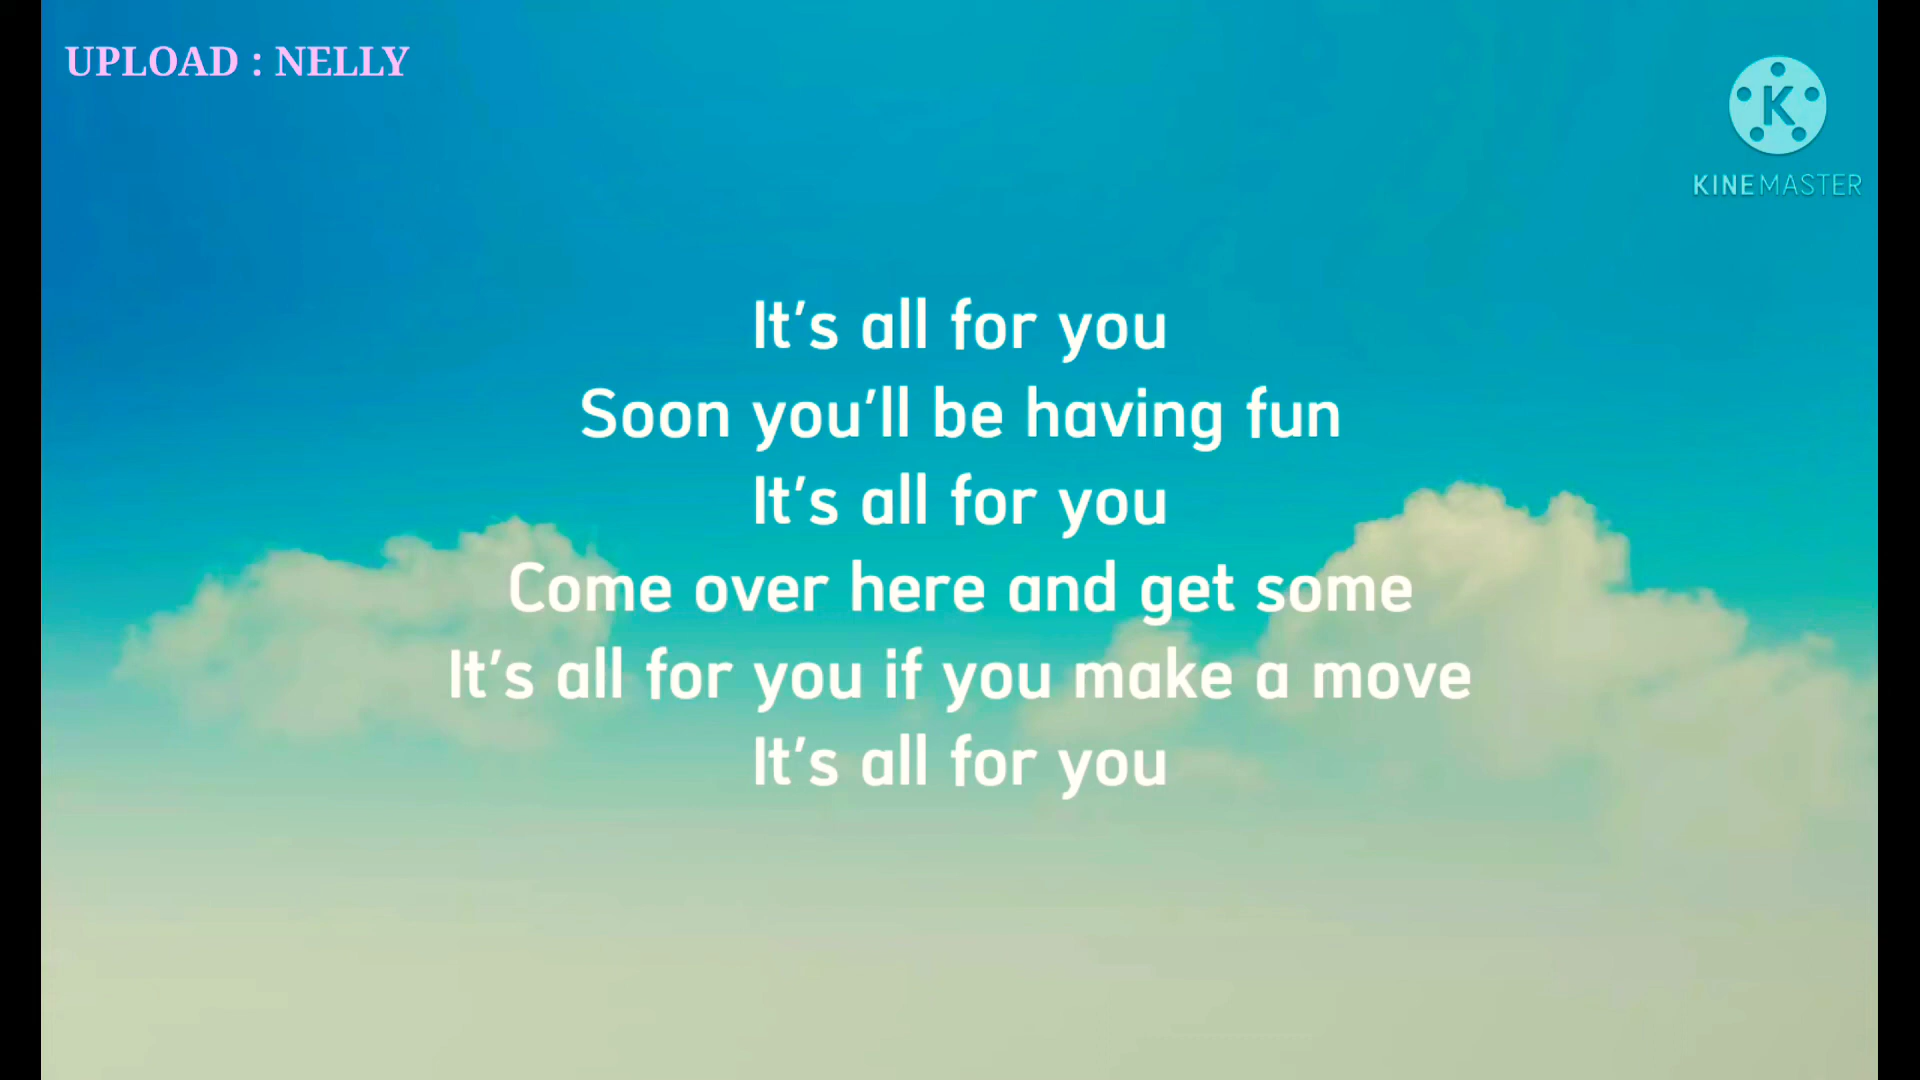 UPLOAD : NELLY
K
KINEMASTER
It's all for you
Soon you'll be having fun
It's all for you
Come over here and get some
It's all for you if you make a move
It's all for you